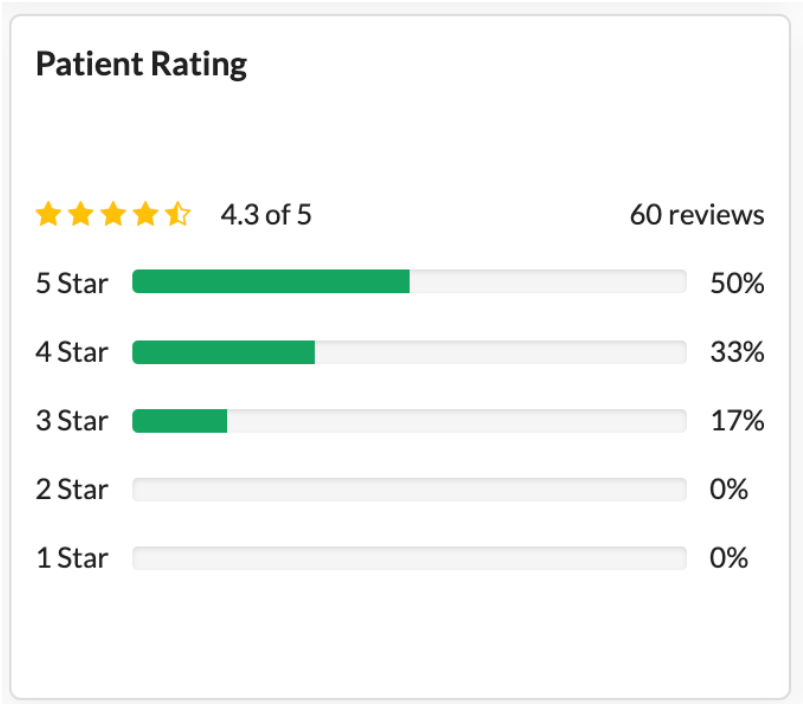 Patient Rating
4.3 of 5 60 reviews
5 Star 50%
4 Star 33%
3 Star 17%
2 Star 0%
1 Star 0%